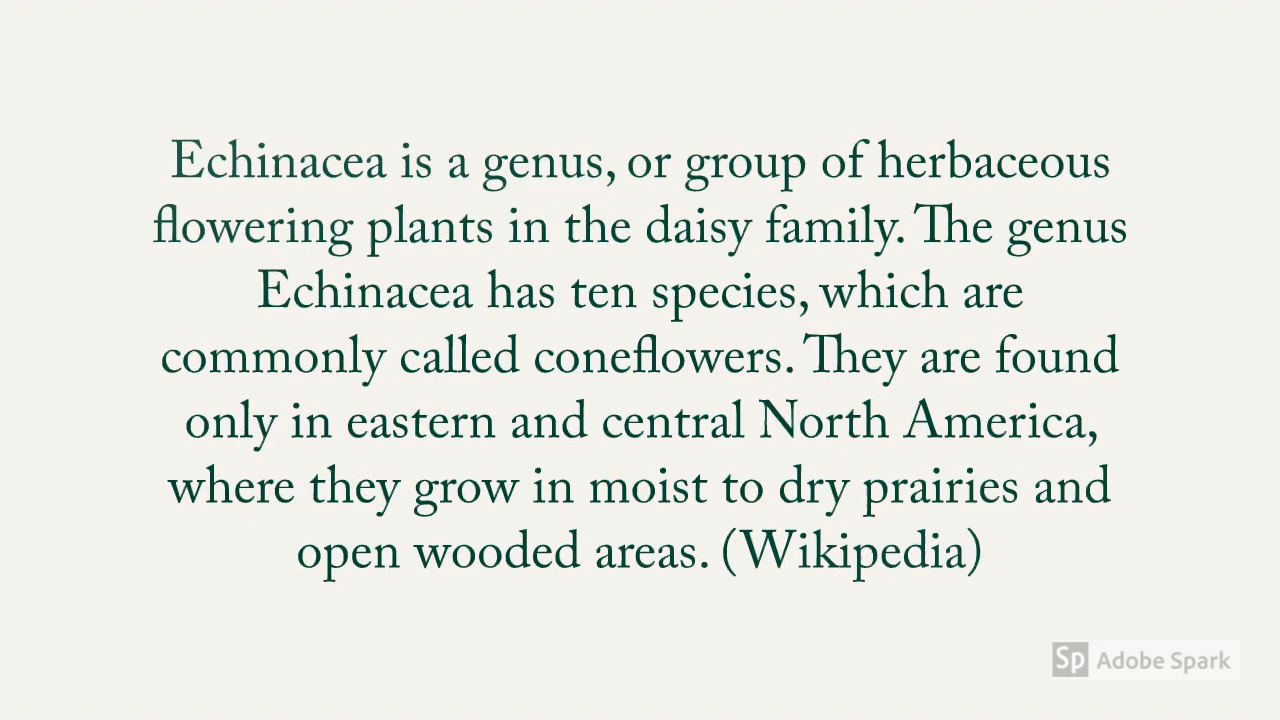 Echinacea is a genus, or group of herbaceous
flowering plants in the daisy family. The genus
Echinacea has ten species, which are
commonly called coneflowers. They are found
only in eastern and central North America,
where they grow in moist to dry prairies and
open wooded areas. (Wikipedia)
Sp Adobe Spark